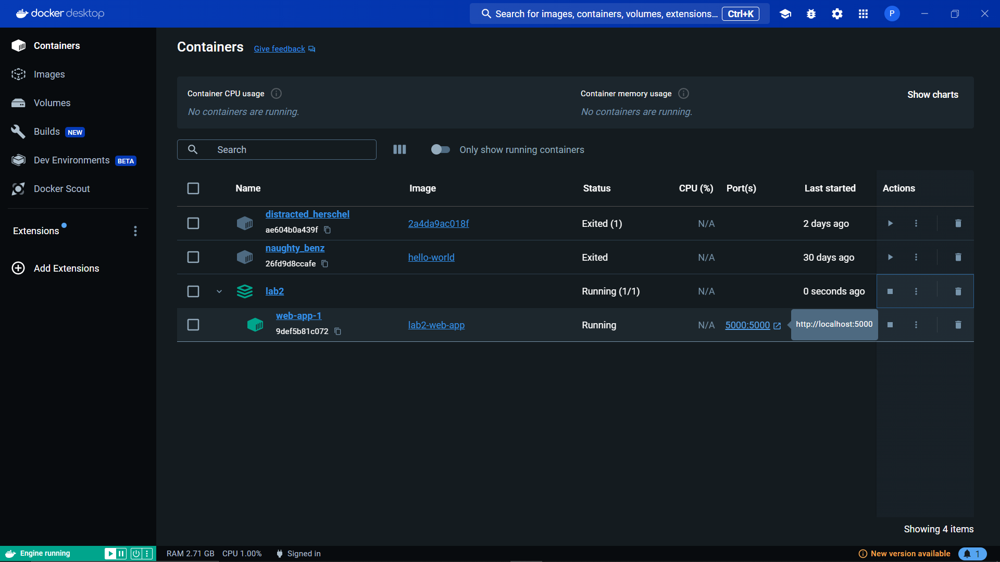 docker desktop
Search for images, containers, volumes, extensions... Ctrl+K
P
Containers
Images
Volumes
Builds NEW
Dev Environments BETA
Docker Scout
Extensions
Add Extensions
Containers Give feedback
Container CPU usage
No containers are running.
Container memory usage
No containers are running.
Show charts
Search
Only show running containers
Name Image Status CPU (%) Port(s) Last started Actions
distracted_herschel
ae604b0a439f
2a4da9ac018f Exited (1) N/A 2 days ago
naughty_benz
26fd9d8ccafe
hello-world Exited N/A 30 days ago
lab2 Running (1/1) N/A 0 seconds ago
web-app-1
9def5b81c072
lab2-web-app Running N/A 5000:5000 http://localhost:5000
Showing 4 items
Engine running
RAM 2.71 GB CPU 1.00% Signed in
New version available 1